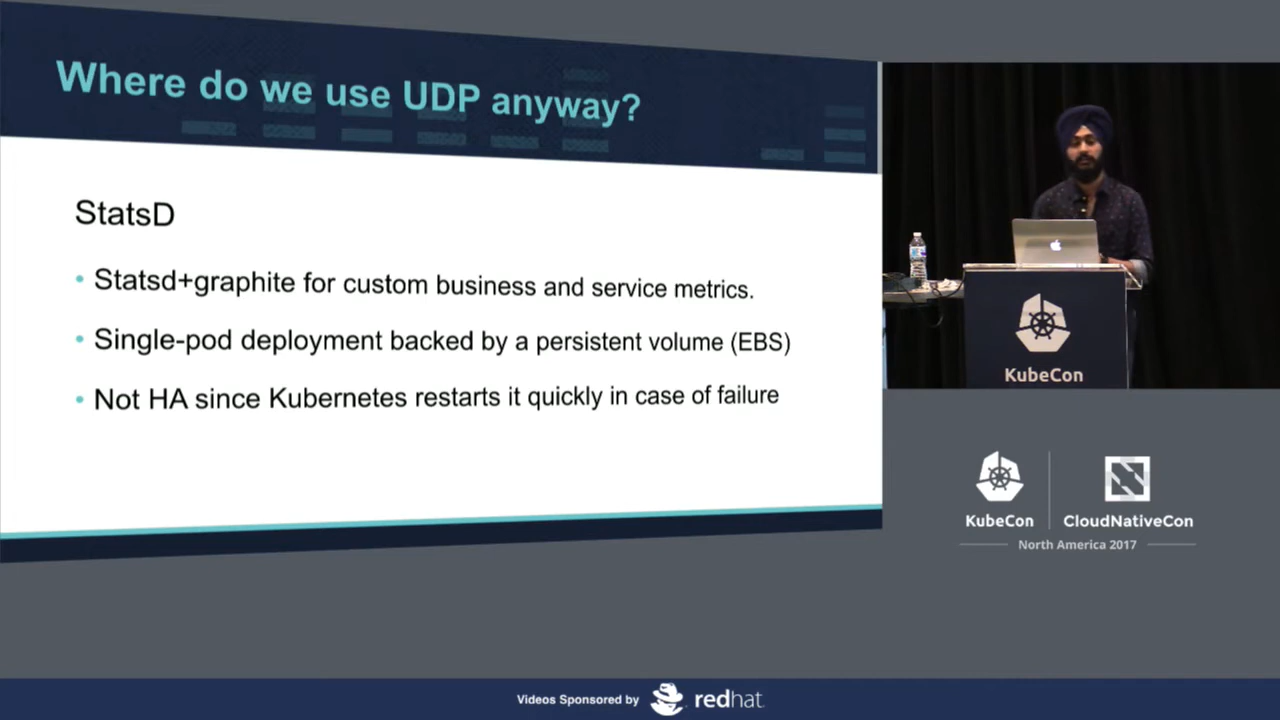 Where do we use UDP anyway?
StatsD
• Statsd+graphite for custom business and service metrics.
• Single-pod deployment backed by a persistent volume (EBS)
• Not HA since Kubernetes restarts it quickly in case of failure
KubeCon
KubeCon
CloudNativeCon
North America 2017
Videos Sponsored by redhat.